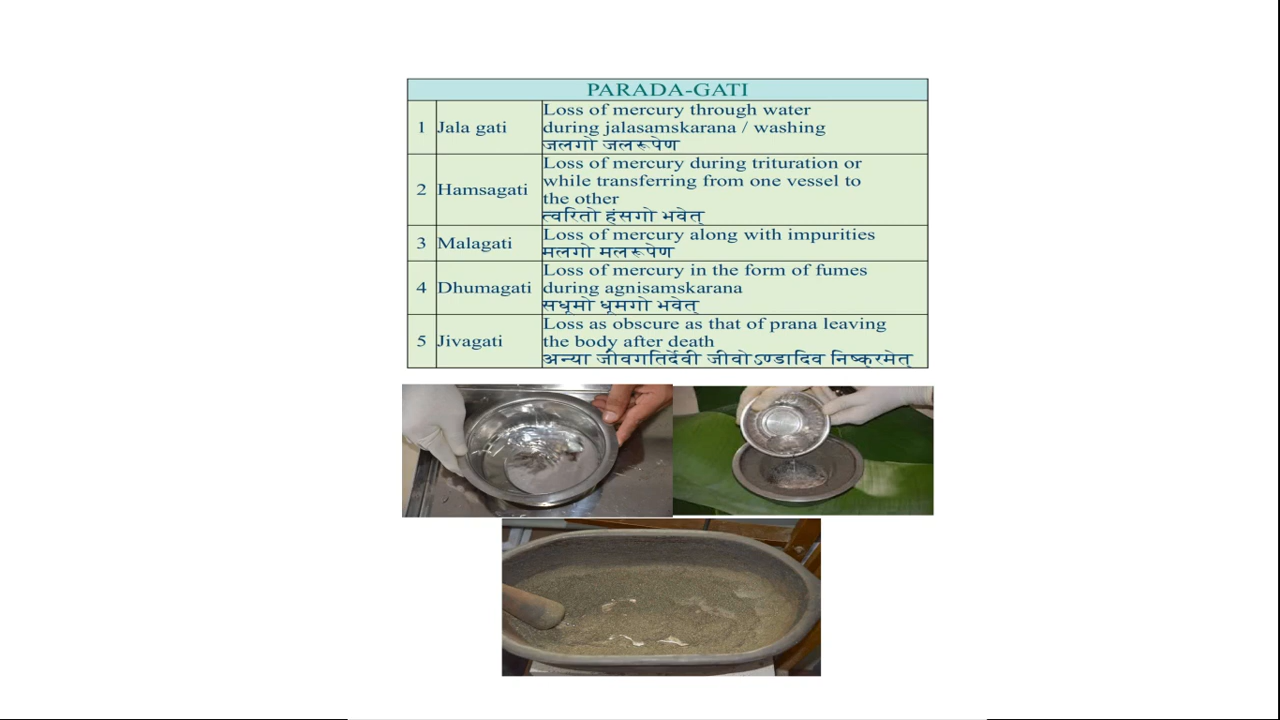 PARADA-GATI
1 Jala gati Loss of mercury through water
during jalasamskarana / washing
जलगो जलरूपेण
2 Hamsagati Loss of mercury during trituration or
while transferring from one vessel to
the other
त्वरितो हंसगो भवेत्
3 Malagati Loss of mercury along with impurities
मलगो मलरूपेण
4 Dhumagati Loss of mercury in the form of fumes
during agnisamskarana
सधूमो धूमगो भवेत्
5 Jivagati Loss as obscure as that of prana leaving
the body after death
अन्या जीवगतिर्देवी जीवोऽण्डादिव निष्क्रमेत्